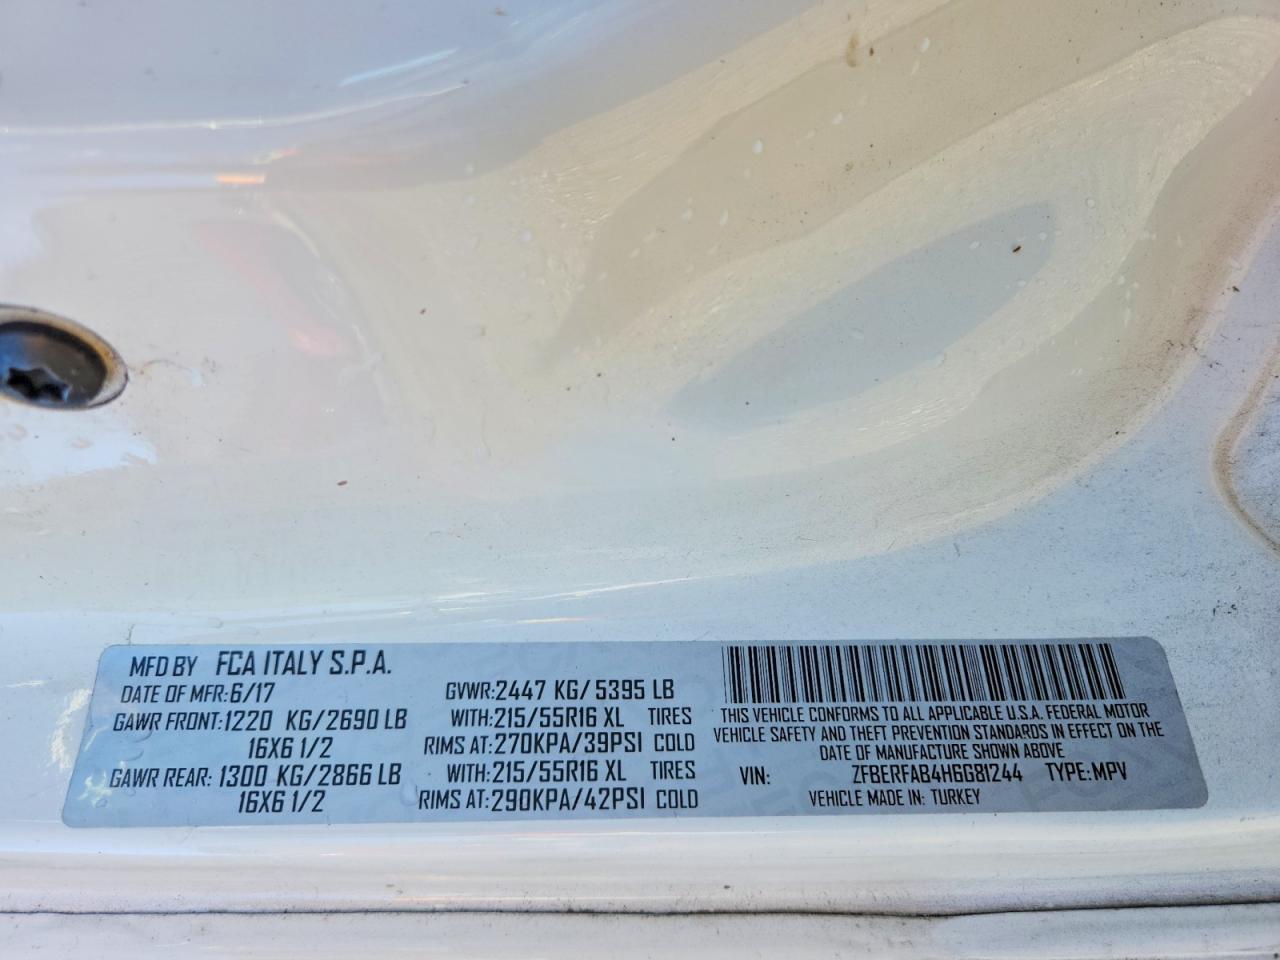 MFD BY FCA ITALY S.P.A.
DATE OF MFR: 6/17
GVWR: 2447 KG/5395 LB
GAWR FRONT: 1220 KG/2690 LB WITH: 215/55R16 XL TIRES
16X6 1/2 RIMS AT: 270KPA/39PSI COLD
GAWR REAR: 1300 KG/2866 LB WITH: 215/55R16 XL TIRES
16X6 1/2 RIMS AT: 290KPA/42PSI COLD
THIS VEHICLE CONFORMS TO ALL APPLICABLE U.S.A. FEDERAL MOTOR
VEHICLE SAFETY AND THEFT PREVENTION STANDARDS IN EFFECT ON THE
DATE OF MANUFACTURE SHOWN ABOVE
VIN: ZFBERFAB4H6G81244 TYPE: MPV
VEHICLE MADE IN: TURKEY